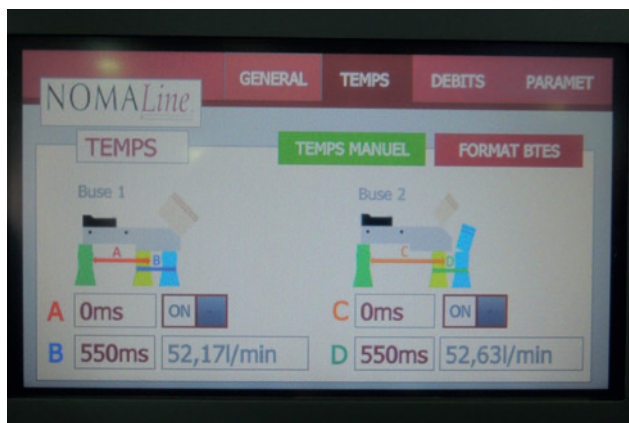 NOMALine
GENERAL TEMPS DEBITS PARAMET
TEMPS
TEMPS MANUEL
FORMAT BTES
Buse 1
A
B
Buse 2
C
D
A 0ms ON
B 550ms 52,17l/min
C 0ms ON
D 550ms 52,63l/min